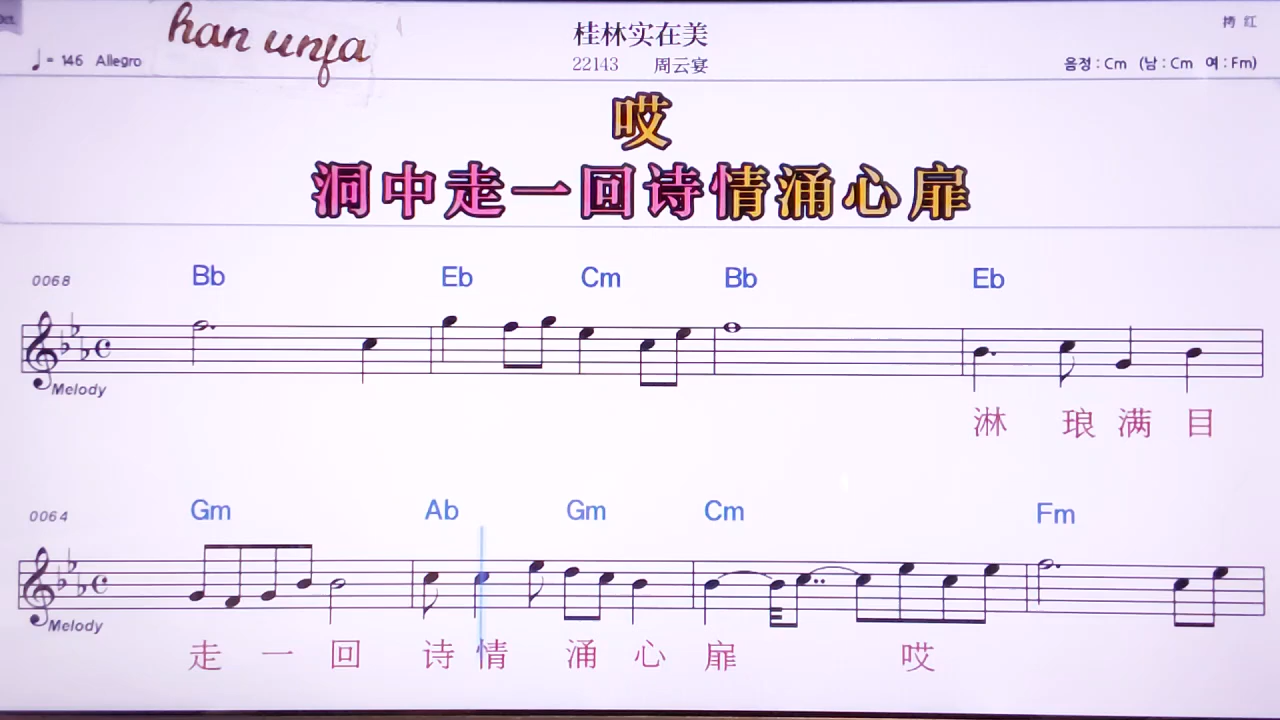 han unja
桂林实在美
♩= 146 Allegro
22143 周云宴
음정 : Cm (남 : Cm 여 : Fm)
哎
洞中走一回诗情涌心扉
0068 Bb Eb Cm Bb Eb
Melody
淋 琅 满 目
0064 Gm Ab Gm Cm Fm
Melody
走 一 回 诗 情 涌 心 扉 哎